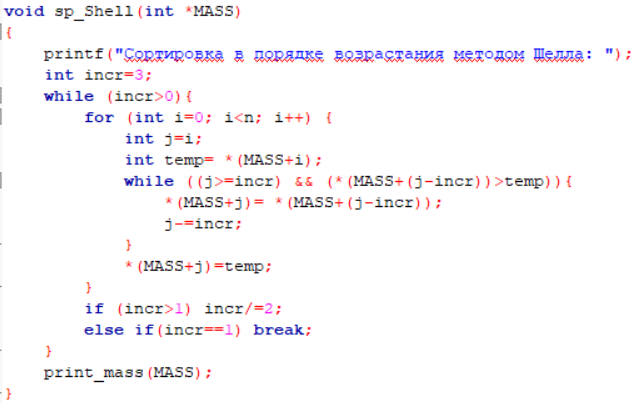 void sp_Shell(int *MASS)
{
printf("Сортировка в порядке возрастания методом Шелла: ");
int incr=3;
while (incr>0){
for (int i=0; i<n; i++) {
int j=i;
int temp= *(MASS+i);
while ((j>=incr) && (*(MASS+(j-incr))>temp)){
*(MASS+j)= *(MASS+(j-incr));
j-=incr;
}
*(MASS+j)=temp;
}
if (incr>1) incr/=2;
else if(incr==1) break;
}
print_mass(MASS);
}